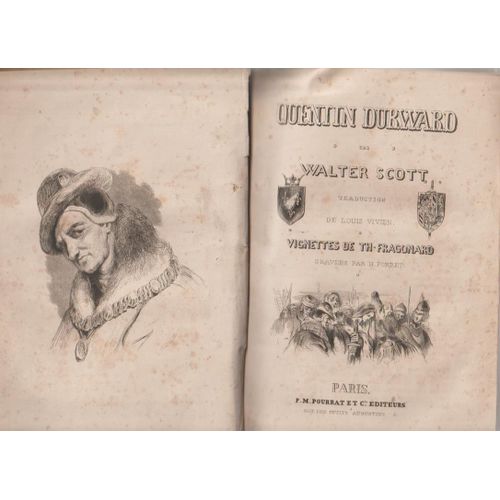 QUENTIN DURWARD
PAR
WALTER SCOTT,
TRADUCTION
DE LOUIS VIVIEN.
VIGNETTES DE TH. FRAGONARD
GRAVÉES PAR H. PORRET.
PARIS.
P. M. POURRAT ET Cⁱᵉ, ÉDITEURS
RUE DES PETITS AUGUSTINS